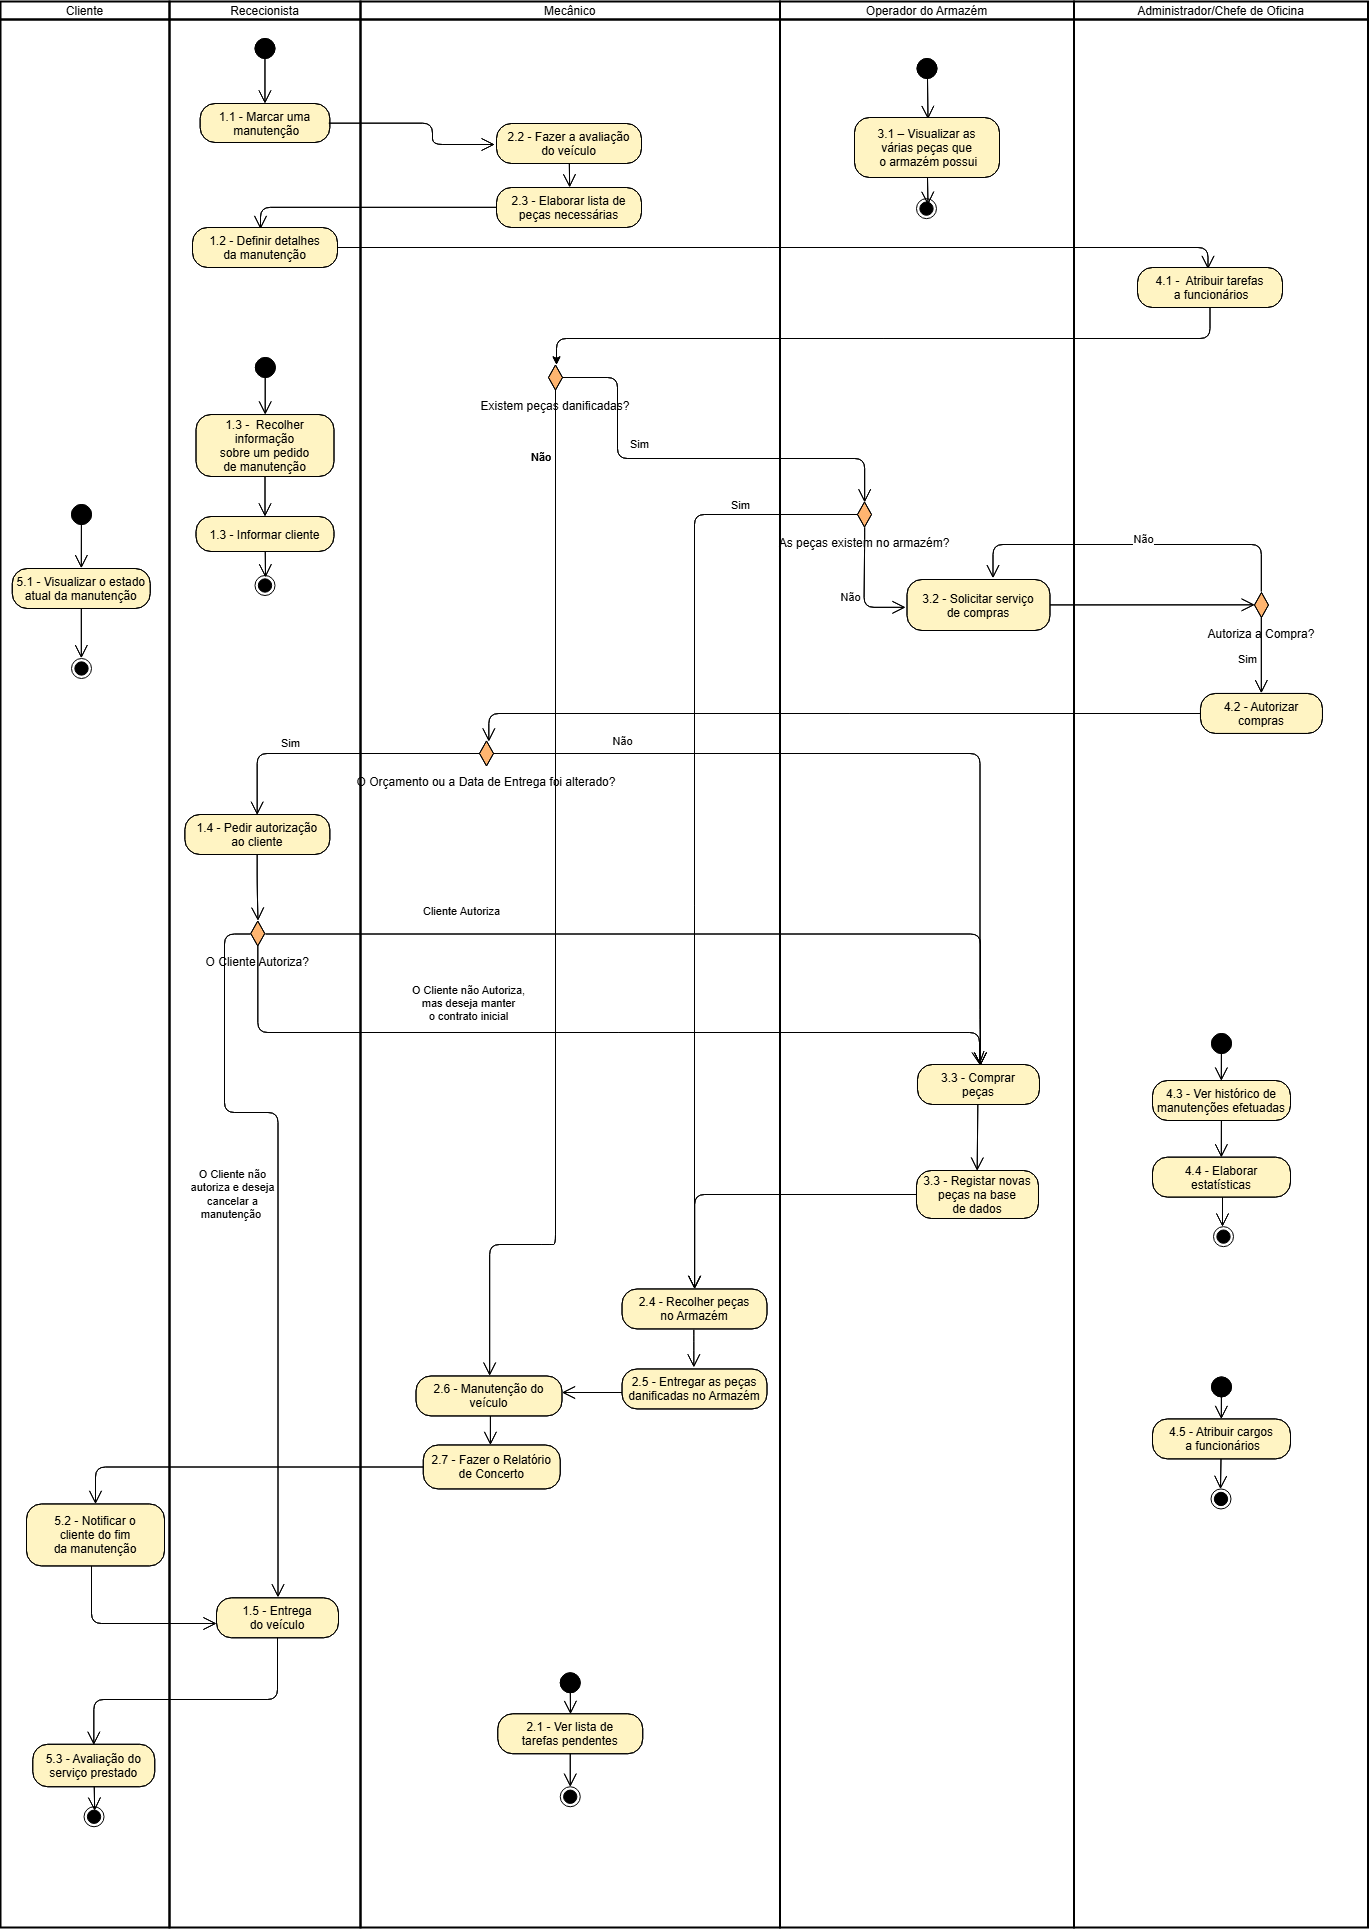 Cliente
Rececionista
Mecânico
Operador do Armazém
Administrador/Chefe de Oficina
1.1 - Marcar uma
manutenção
2.2 - Fazer a avaliação
do veículo
3.1 – Visualizar as
várias peças que
o armazém possui
2.3 - Elaborar lista de
peças necessárias
1.2 - Definir detalhes
da manutenção
4.1 -  Atribuir tarefas
a funcionários
Existem peças danificadas?
1.3 -  Recolher
informação
sobre um pedido
de manutenção
Sim
Não
Sim
1.3 - Informar cliente
As peças existem no armazém?
Não
5.1 - Visualizar o estado
atual da manutenção
Não
3.2 - Solicitar serviço
de compras
Autoriza a Compra?
Sim
4.2 - Autorizar
compras
Sim
Não
O Orçamento ou a Data de Entrega foi alterado?
1.4 - Pedir autorização
ao cliente
Cliente Autoriza
O Cliente Autoriza?
O Cliente não Autoriza,
mas deseja manter
o contrato inicial
3.3 - Comprar
peças
4.3 - Ver histórico de
manutenções efetuadas
O Cliente não
autoriza e deseja
cancelar a
manutenção
3.3 - Registar novas
peças na base
de dados
4.4 - Elaborar
estatísticas
2.4 - Recolher peças
no Armazém
2.6 - Manutenção do
veículo
2.5 - Entregar as peças
danificadas no Armazém
4.5 - Atribuir cargos
a funcionários
2.7 - Fazer o Relatório
de Concerto
5.2 - Notificar o
cliente do fim
da manutenção
1.5 - Entrega
do veículo
2.1 - Ver lista de
tarefas pendentes
5.3 - Avaliação do
serviço prestado